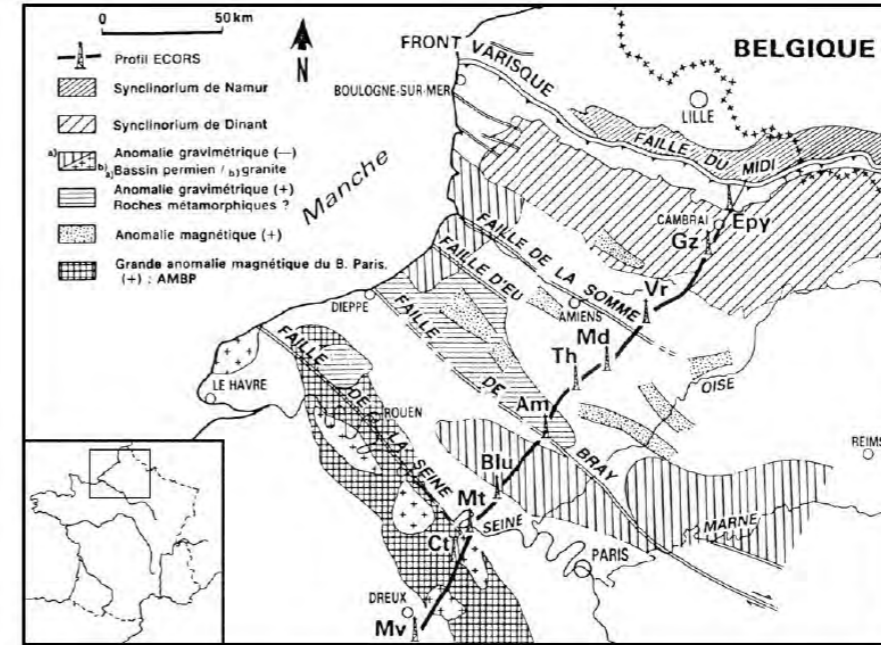 0 50 km
N
Profil ECORS
Synclinorium de Namur
Synclinorium de Dinant
a) b) Anomalie gravimétrique (—)
a) Bassin permien / b) granite
Anomalie gravimétrique (+)
Roches métamorphiques ?
Anomalie magnétique (+)
Grande anomalie magnétique du B. Paris.
(+) : AMBP
FRONT VARISQUE
BELGIQUE
BOULOGNE-SUR-MER
LILLE
FAILLE DU MIDI
Manche
CAMBRAI
Epy
Gz
FAILLE DE LA SOMME
FAILLE D'EU
Vr
DIEPPE
AMIENS
Md
FAILLE DE BRAY
Th
OISE
FAILLE DE LA SEINE
LE HAVRE
Am
ROUEN
REIMS
Blu
Mt
SEINE
MARNE
Ct
PARIS
DREUX
Mv